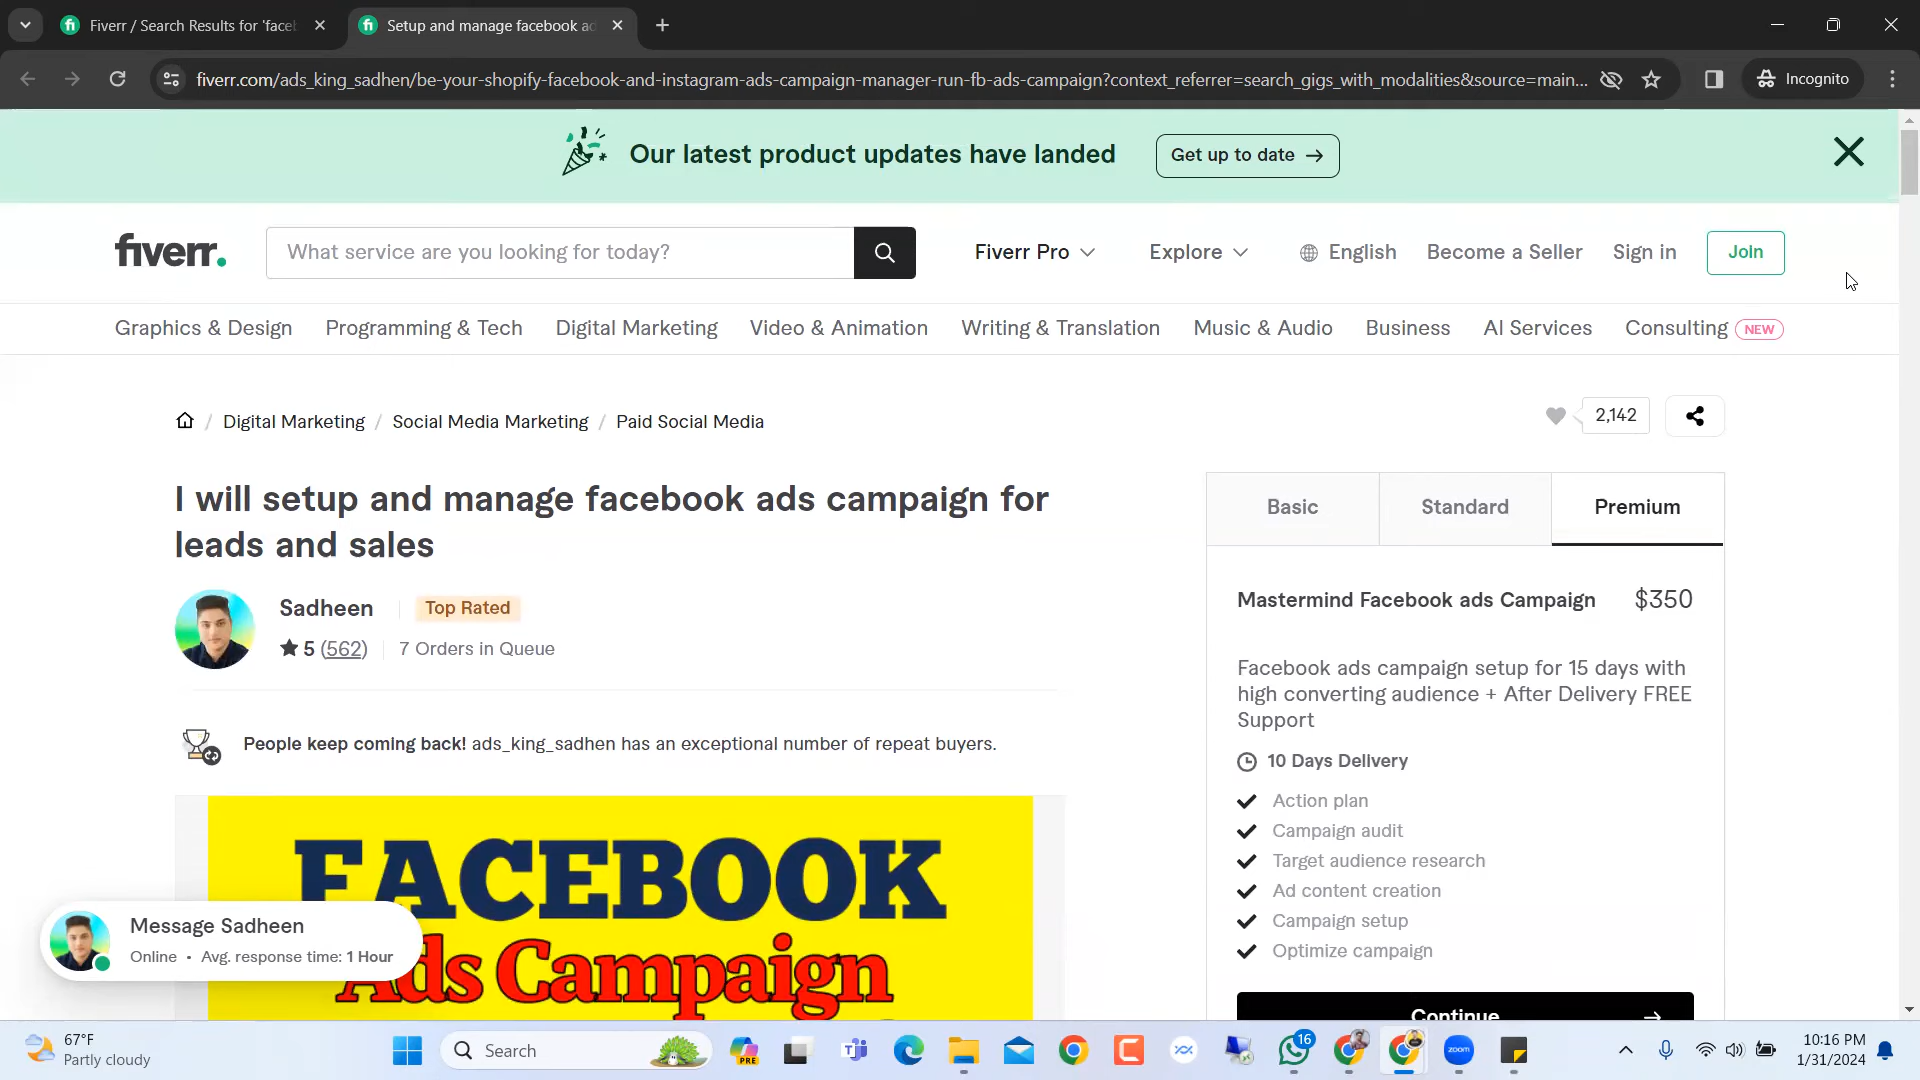 Fiverr / Search Results for 'facel
Setup and manage facebook ad
fiverr.com/ads_king_sadhen/be-your-shopify-facebook-and-instagram-ads-campaign-manager-run-fb-ads-campaign?context_referrer=search_gigs_with_modalities&source=main...
Incognito
Our latest product updates have landed
Get up to date →
fiverr.
What service are you looking for today?
Fiverr Pro
Explore
English
Become a Seller
Sign in
Join
Graphics & Design
Programming & Tech
Digital Marketing
Video & Animation
Writing & Translation
Music & Audio
Business
AI Services
Consulting NEW
/ Digital Marketing / Social Media Marketing / Paid Social Media
2,142
I will setup and manage facebook ads campaign for
leads and sales
Sadheen
Top Rated
5 (562)
7 Orders in Queue
People keep coming back! ads_king_sadhen has an exceptional number of repeat buyers.
FACEBOOK
Ads Campaign
Message Sadheen
Online • Avg. response time: 1 Hour
Basic
Standard
Premium
Mastermind Facebook ads Campaign
$350
Facebook ads campaign setup for 15 days with
high converting audience + After Delivery FREE
Support
10 Days Delivery
Action plan
Campaign audit
Target audience research
Ad content creation
Campaign setup
Optimize campaign
Continue →
67°F
Partly cloudy
Search
PRE
16
zoom
10:16 PM
1/31/2024